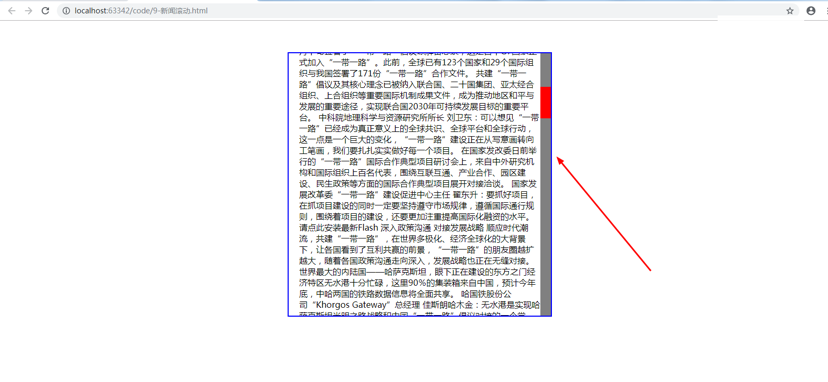 localhost:63342/code/9-新闻滚动.html
式加入“一带一路”。此前，全球已有123个国家和29个国际组
织与我国签署了171份“一带一路”合作文件。 共建“一带一
路”倡议及其核心理念已被纳入联合国、二十国集团、亚太经合
组织、上合组织等重要国际机制成果文件，成为推动地区和平与
发展的重要途径，实现联合国2030年可持续发展目标的重要平
台。 中科院地理科学与资源研究所所长 刘卫东：可以想见“一带
一路”已经成为真正意义上的全球共识、全球平台和全球行动，
这一点是一个巨大的变化，“一带一路”建设正在从写意画转向
工笔画，我们要扎扎实实做好每一个项目。 在国家发改委日前举
行的“一带一路”国际合作典型项目研讨会上，来自中外研究机
构和国际组织上百名代表，围绕互联互通、产业合作、园区建
设、民生政策等方面的国际合作典型项目展开对接洽谈。 国家发
展改革委“一带一路”建设促进中心主任 翟东升：要抓好项目，
在抓项目建设的同时一定要坚持遵守市场规律，遵循国际通行规
则，围绕着项目的建设，还要更加注重提高国际化融资的水平。
请点此安装最新Flash 深入政策沟通 对接发展战略 顺应时代潮
流，共建“一带一路”，在世界多极化、经济全球化的大背景
下，让各国看到了互利共赢的前景，“一带一路”的朋友圈越扩
越大，随着各国政策沟通走向深入，发展战略也正在无缝对接。
世界最大的内陆国——哈萨克斯坦，眼下正在建设的东方之门经
济特区无水港十分忙碌，这里90%的集装箱来自中国，预计今年
底，中哈两国的铁路数据信息将全面共享。 哈国铁股份公
司“Khorgos Gateway”总经理 佳斯朗哈木金：无水港是实现哈